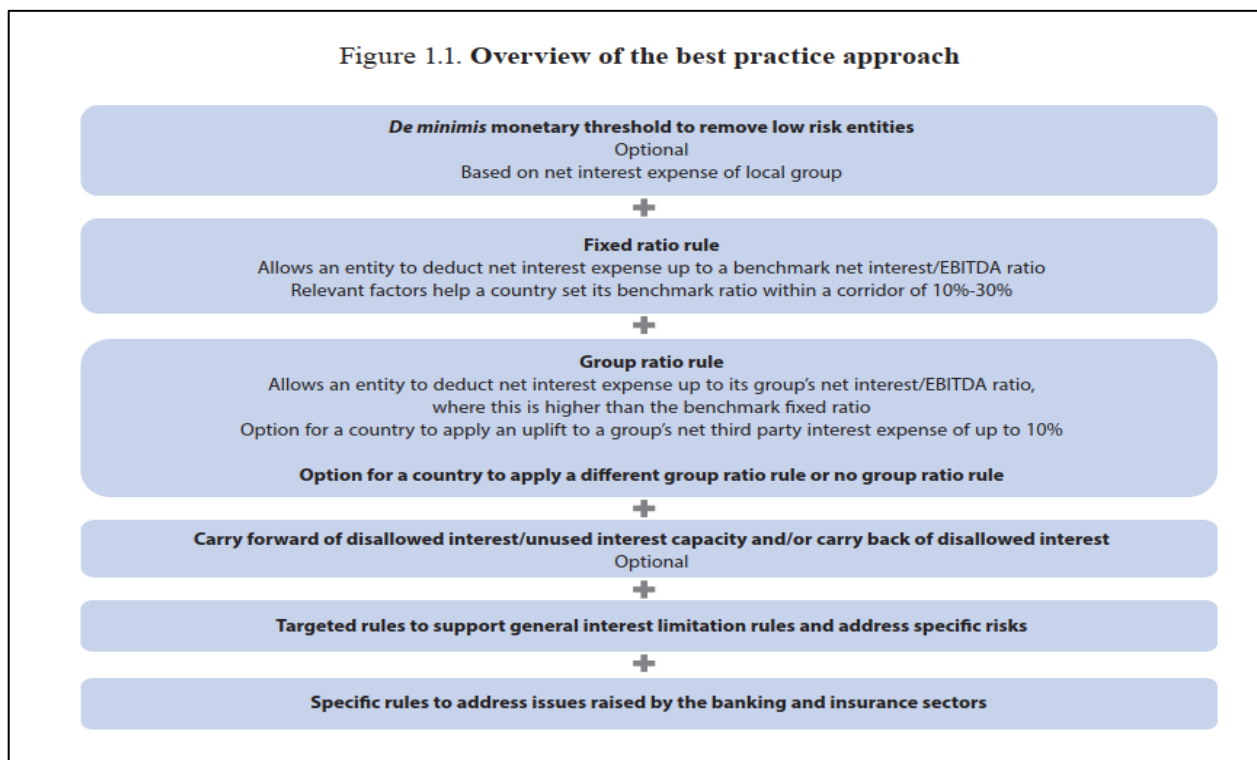 Figure 1.1. Overview of the best practice approach
De minimis monetary threshold to remove low risk entities
Optional
Based on net interest expense of local group
+
Fixed ratio rule
Allows an entity to deduct net interest expense up to a benchmark net interest/EBITDA ratio
Relevant factors help a country set its benchmark ratio within a corridor of 10%-30%
+
Group ratio rule
Allows an entity to deduct net interest expense up to its group’s net interest/EBITDA ratio,
where this is higher than the benchmark fixed ratio
Option for a country to apply an uplift to a group’s net third party interest expense of up to 10%
Option for a country to apply a different group ratio rule or no group ratio rule
+
Carry forward of disallowed interest/unused interest capacity and/or carry back of disallowed interest
Optional
+
Targeted rules to support general interest limitation rules and address specific risks
+
Specific rules to address issues raised by the banking and insurance sectors